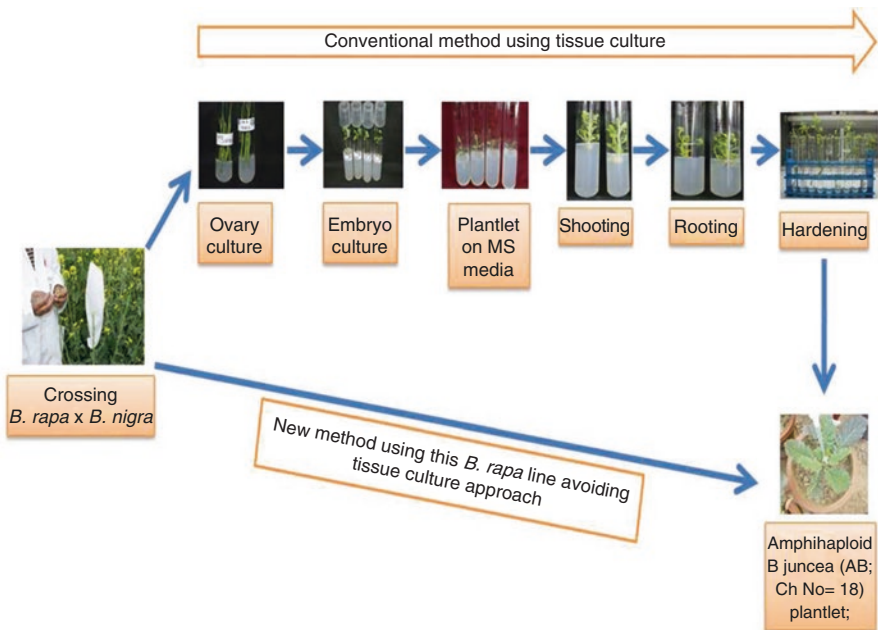 Conventional method using tissue culture
Ovary
culture
Embryo
culture
Plantlet
on MS
media
Shooting
Rooting
Hardening
Crossing
B. rapa x B. nigra
New method using this B. rapa line avoiding
tissue culture approach
Amphihaploid
B juncea (AB;
Ch No= 18)
plantlet;